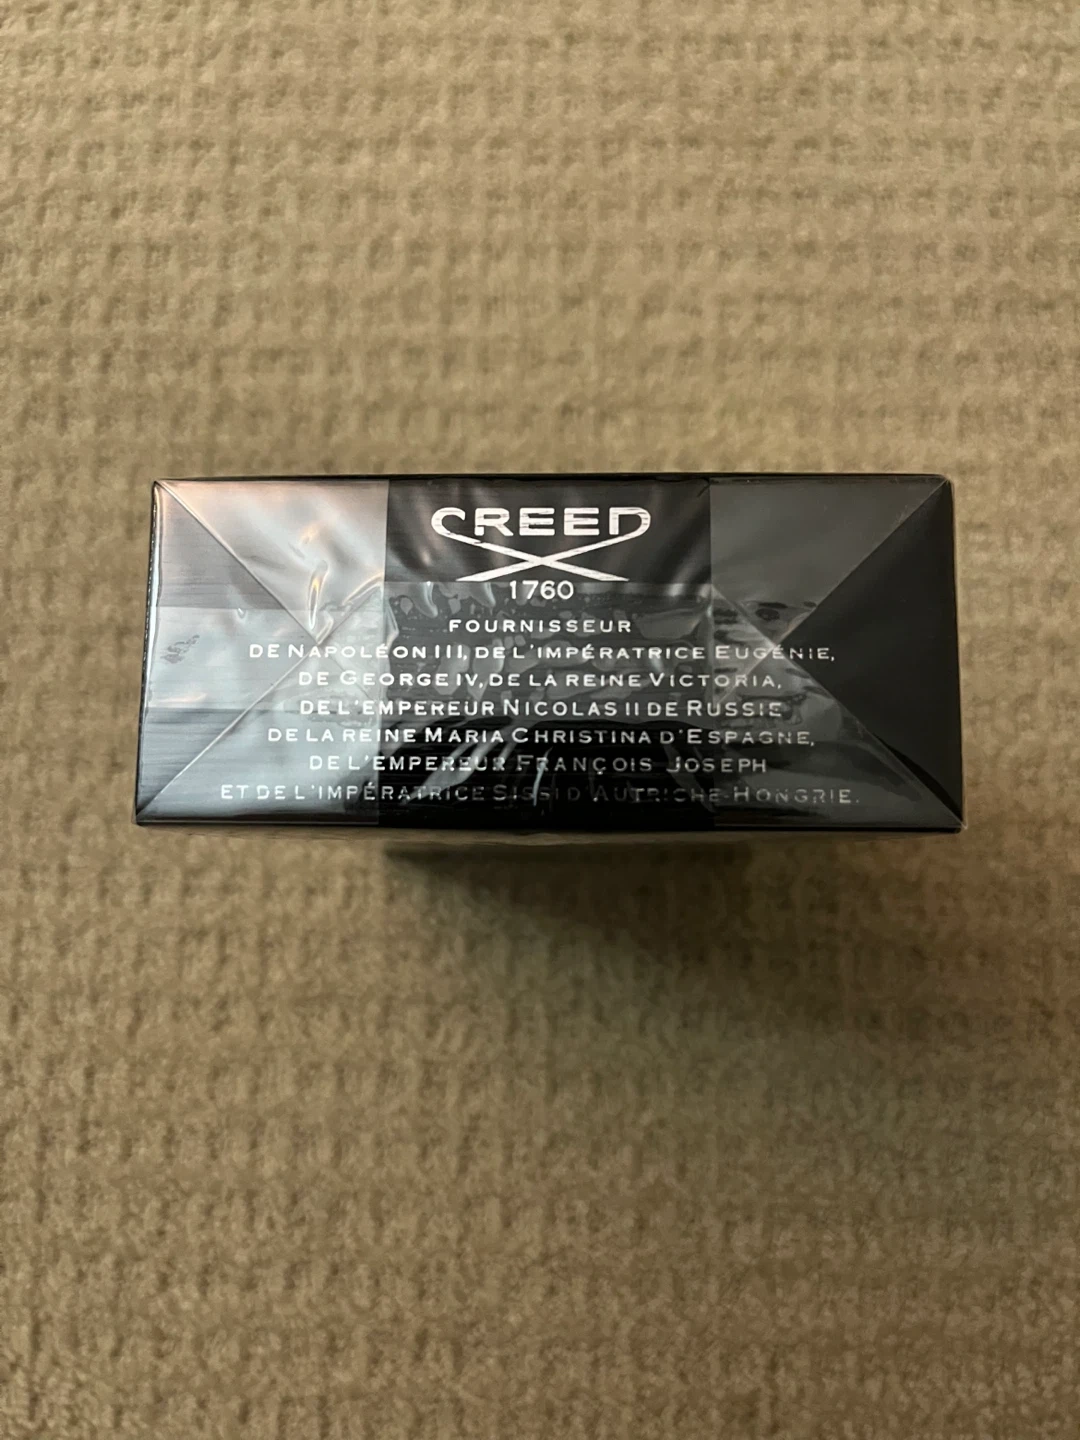 CREED
1760
FOURNISSEUR
DE NAPOLÉON III, DE L'IMPÉRATRICE EUGÉNIE,
DE GEORGE IV, DE LA REINE VICTORIA,
DE L'EMPEREUR NICOLAS II DE RUSSIE
DE LA REINE MARIA CHRISTINA D'ESPAGNE,
DE L'EMPEREUR FRANÇOIS JOSEPH
ET DE L'IMPÉRATRICE SISSI D'AUTRICHE-HONGRIE.